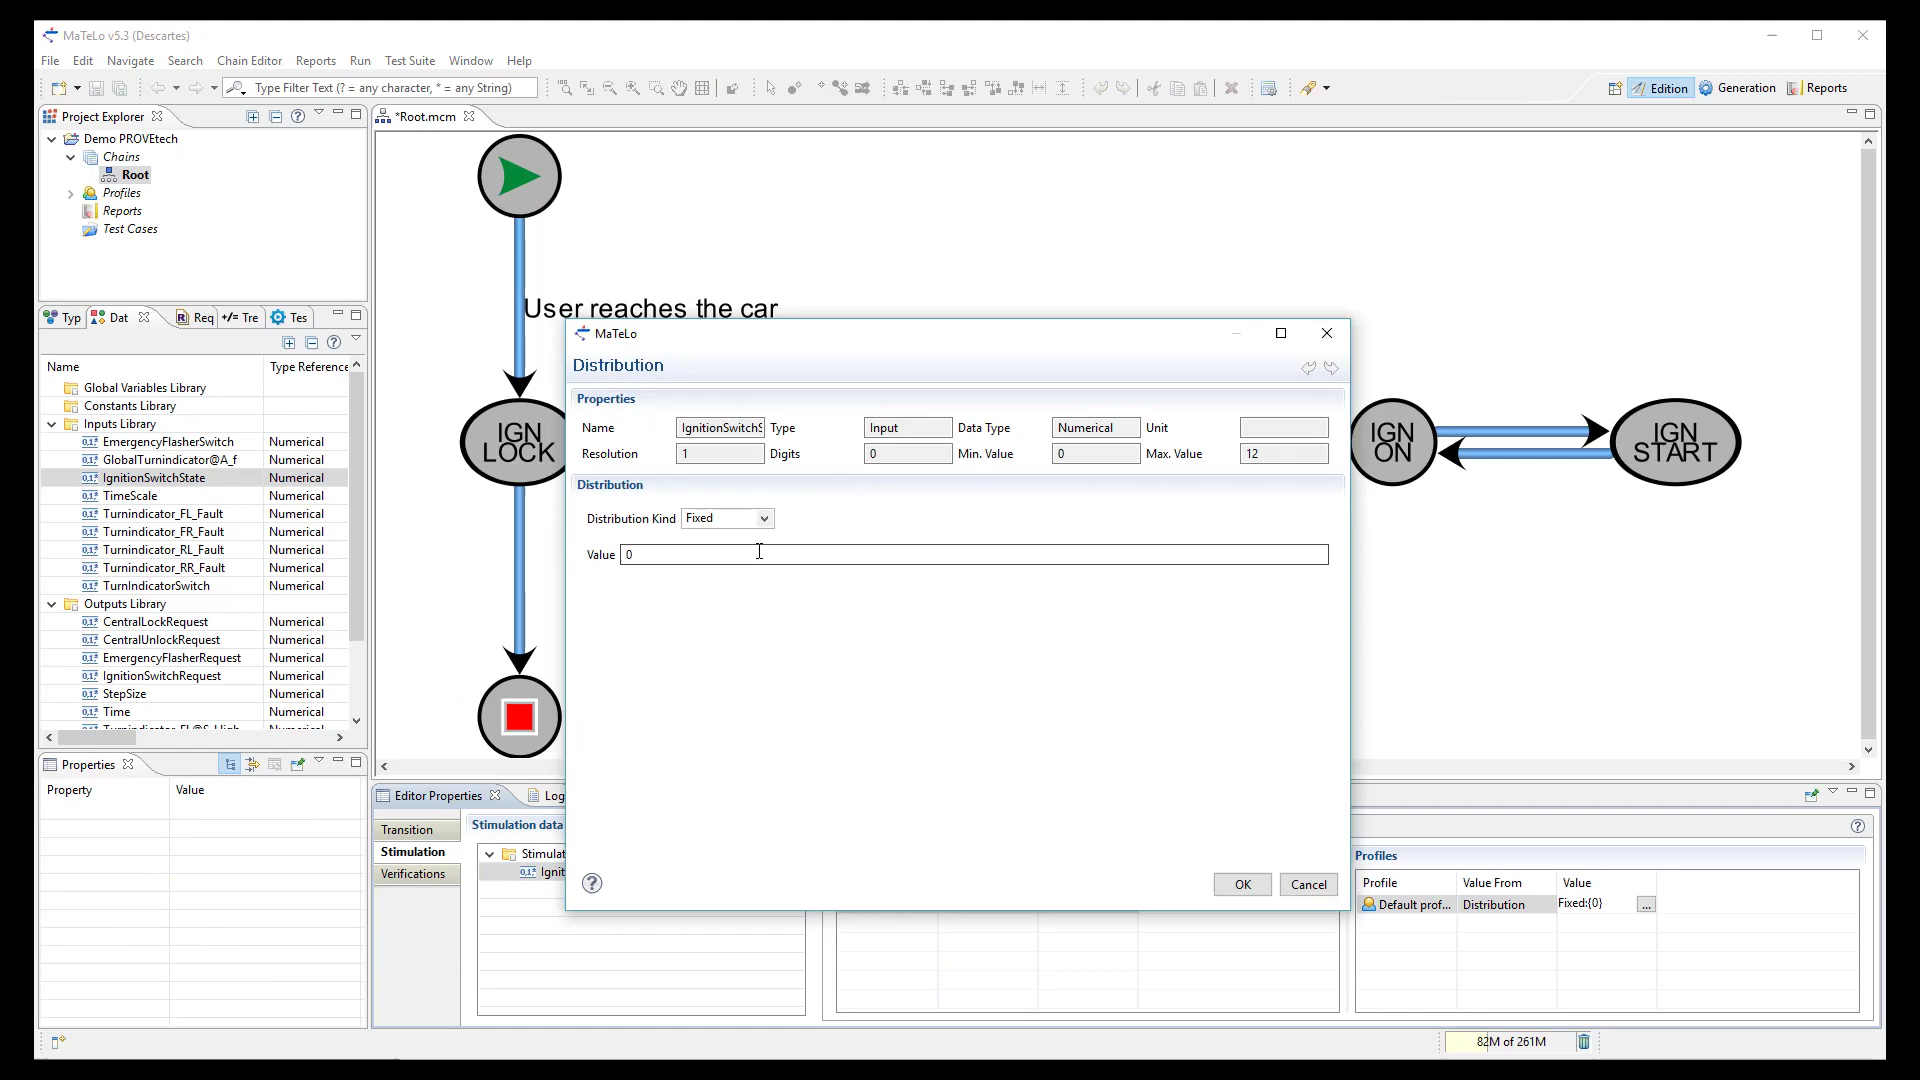 MaTeLo v5.3 (Descartes)
File Edit Navigate Search Chain Editor Reports Run Test Suite Window Help
Type Filter Text (? = any character, * = any String)
Edition Generation Reports
Project Explorer
Demo PROVEtech
Chains
Root
Profiles
Reports
Test Cases
*Root.mcm
User reaches the car
IGN
LOCK
IGN
ON
IGN
START
Typ Dat Req Tre Tes
Name Type Reference
Global Variables Library
Constants Library
Inputs Library
EmergencyFlasherSwitch Numerical
GlobalTurnindicator@A_f Numerical
IgnitionSwitchState Numerical
TimeScale Numerical
Turnindicator_FL_Fault Numerical
Turnindicator_FR_Fault Numerical
Turnindicator_RL_Fault Numerical
Turnindicator_RR_Fault Numerical
TurnIndicatorSwitch Numerical
Outputs Library
CentralLockRequest Numerical
CentralUnlockRequest Numerical
EmergencyFlasherRequest Numerical
IgnitionSwitchRequest Numerical
StepSize Numerical
Time Numerical
Properties
Property Value
MaTeLo
Distribution
Properties
Name IgnitionSwitchS Type Input Data Type Numerical Unit
Resolution 1 Digits 0 Min. Value 0 Max. Value 12
Distribution
Distribution Kind Fixed
Value 0
? OK Cancel
Editor Properties Log
Transition
Stimulation
Verifications
Stimulation data
Stimulat
Ignit
Profiles
Profile Value From Value
Default prof... Distribution Fixed:{0} ...
82M of 261M